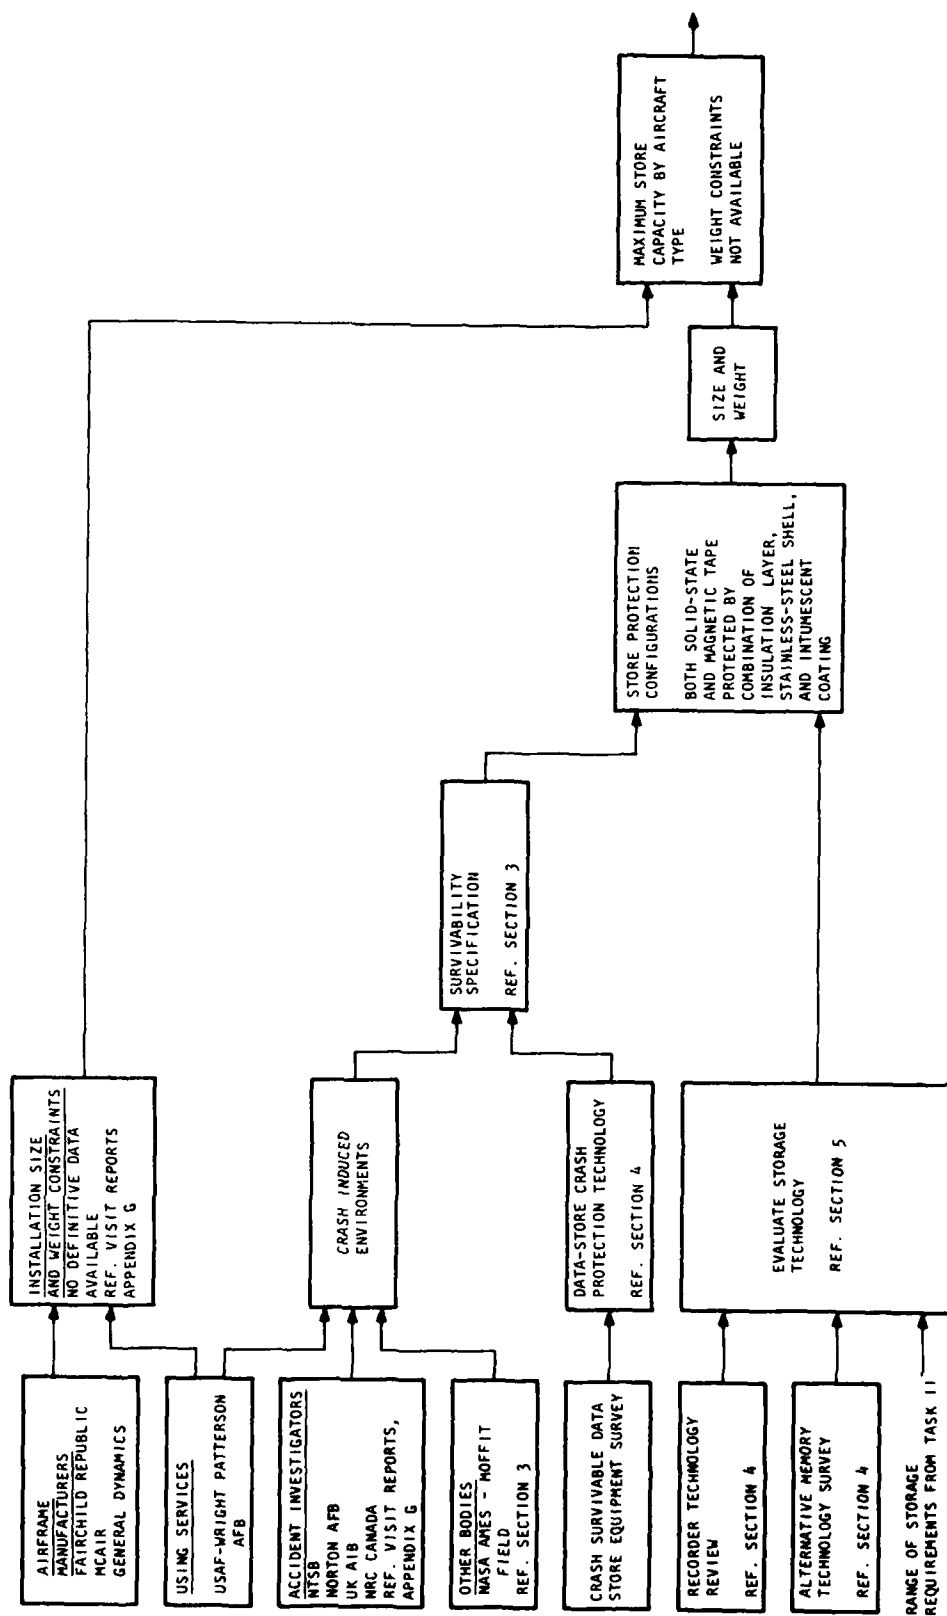 AIRFRAME
MANUFACTURERS
FAIRCHILD REPUBLIC
MCAIR
GENERAL DYNAMICS
USING SERVICES
USAF-WRIGHT PATTERSON
AFB
ACCIDENT INVESTIGATORS
NTSB
NORTON AFB
UK AIB
NRC CANADA
REF. VISIT REPORTS,
APPENDIX G
OTHER BODIES
NASA AMES - MOFFIT
FIELD
REF. SECTION 3
CRASH SURVIVABLE DATA
STORE EQUIPMENT SURVEY
RECORDER TECHNOLOGY
REVIEW
REF. SECTION 4
ALTERNATIVE MEMORY
TECHNOLOGY SURVEY
REF. SECTION 4
RANGE OF STORAGE
REQUIREMENTS FROM TASK II
INSTALLATION SIZE
AND WEIGHT CONSTRAINTS
NO DEFINITIVE DATA
AVAILABLE
REF. VISIT REPORTS
APPENDIX G
CRASH INDUCED
ENVIRONMENTS
DATA-STORE CRASH
PROTECTION TECHNOLOGY
REF. SECTION 4
EVALUATE STORAGE
TECHNOLOGY
REF. SECTION 5
SURVIVABILITY
SPECIFICATION
REF. SECTION 3
STORE PROTECTION
CONFIGURATIONS
BOTH SOLID-STATE
AND MAGNETIC TAPE
PROTECTED BY
COMBINATION OF
INSULATION LAYER,
STAINLESS-STEEL SHELL,
AND INTUMESCENT
COATING
SIZE AND
WEIGHT
MAXIMUM STORE
CAPACITY BY AIRCRAFT
TYPE
WEIGHT CONSTRAINTS
NOT AVAILABLE